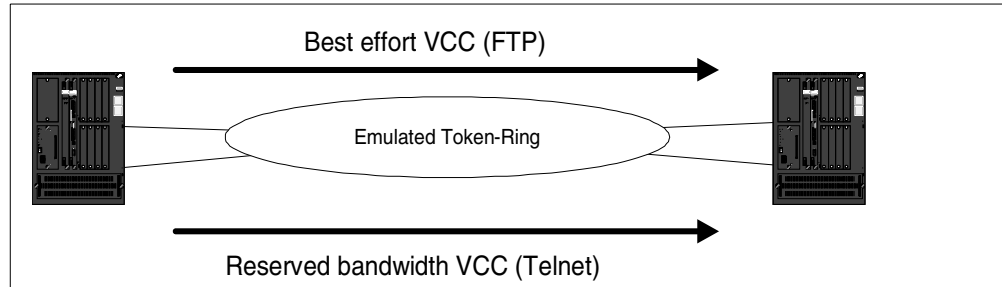 Best effort VCC (FTP)
Emulated Token-Ring
Reserved bandwidth VCC (Telnet)